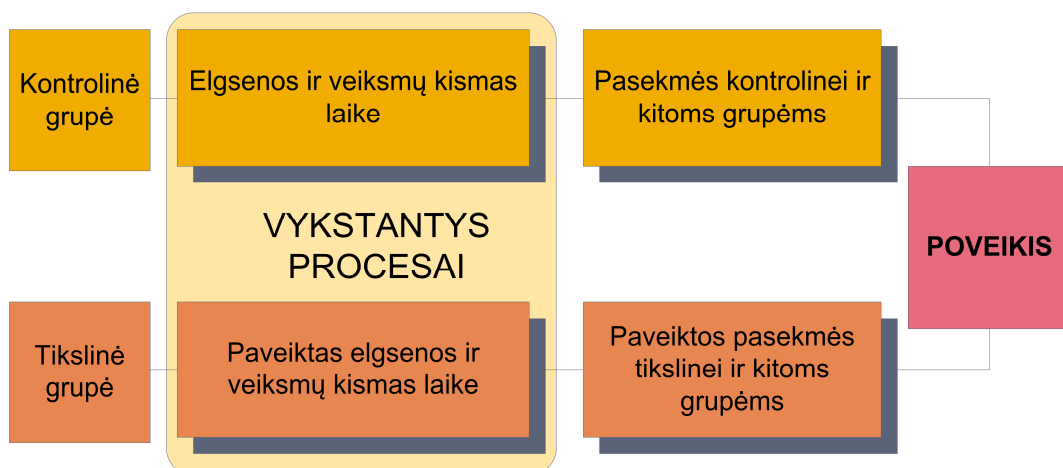 Kontrolinė
grupė
Elgsenos ir veiksmų kismas
laike
Pasekmės kontrolinei ir
kitoms grupėms
VYKSTANTYS
PROCESAI
POVEIKIS
Tikslinė
grupė
Paveiktas elgsenos ir
veiksmų kismas laike
Paveiktos pasekmės
tikslinei ir kitoms
grupėms